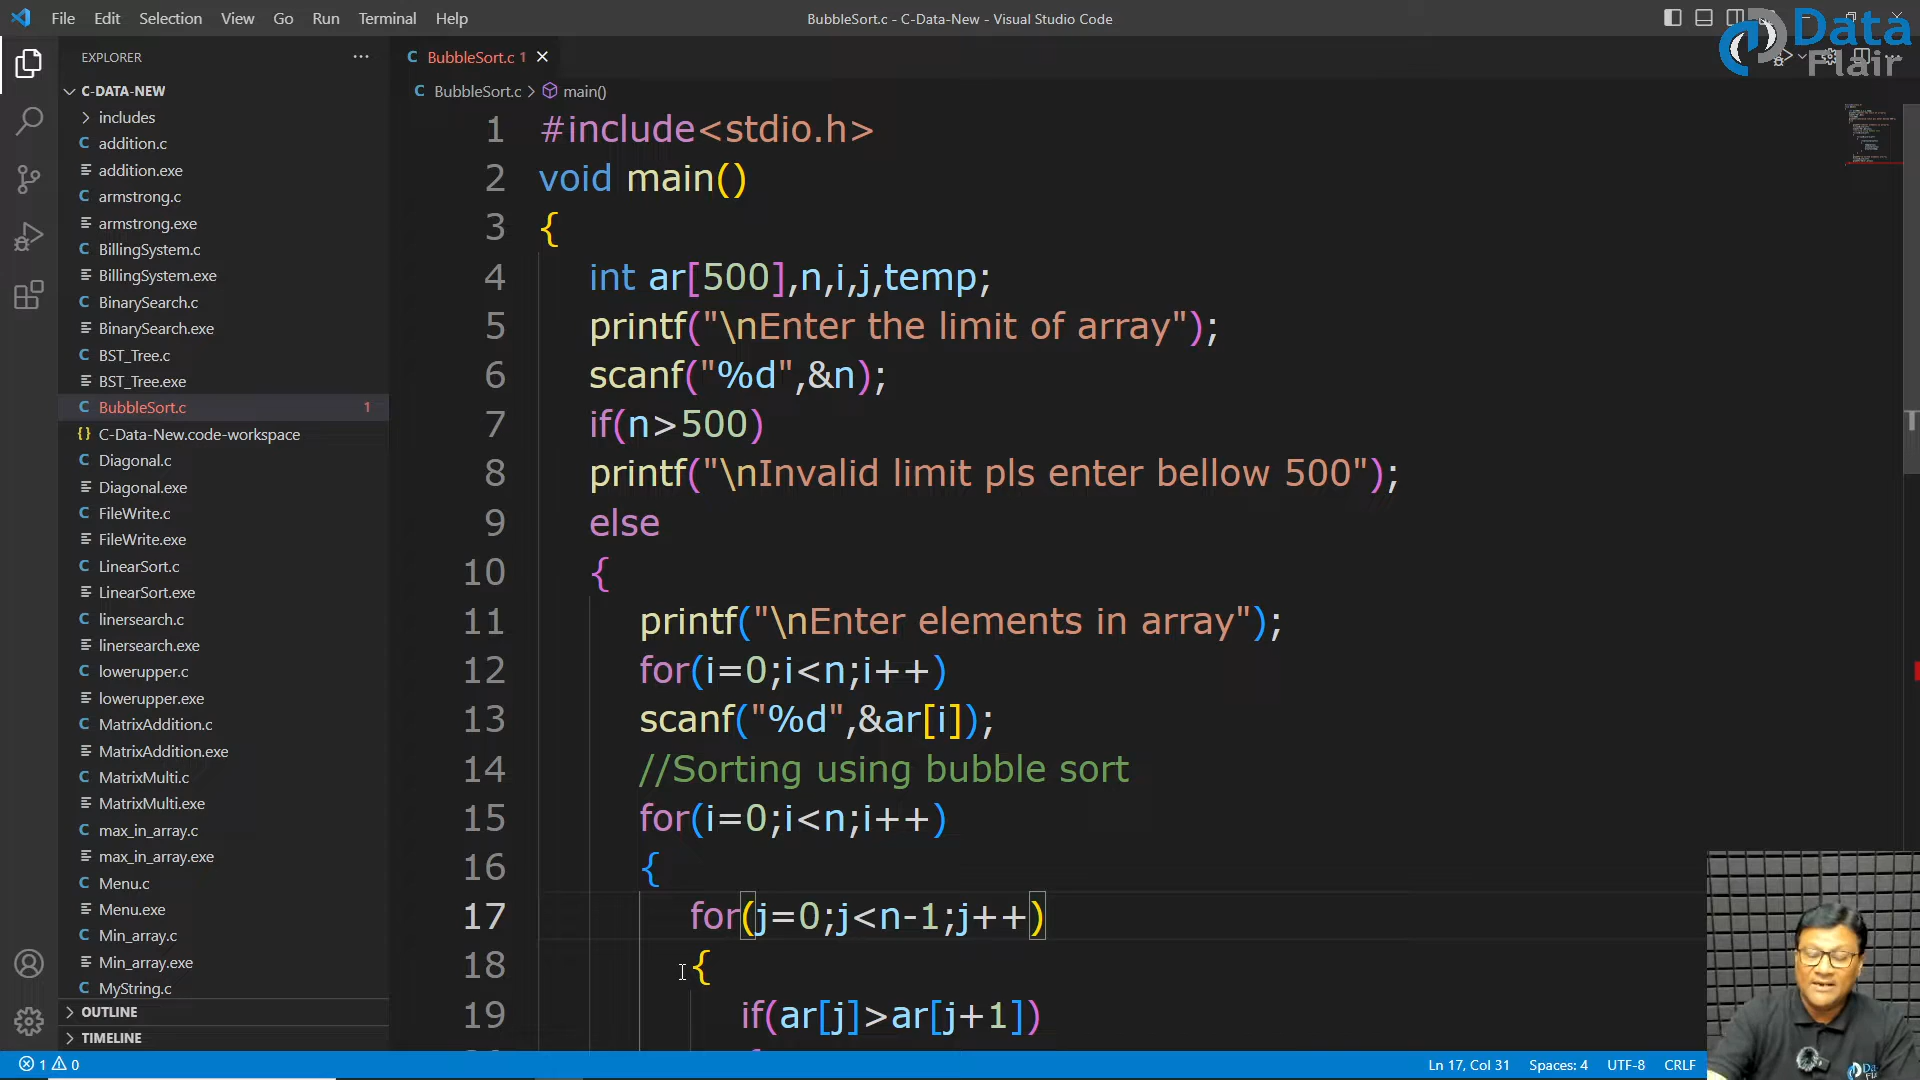 File Edit Selection View Go Run Terminal Help
BubbleSort.c - C-Data-New - Visual Studio Code
Data
Flair
EXPLORER
BubbleSort.c 1
C-DATA-NEW
BubbleSort.c > main()
includes
addition.c
addition.exe
armstrong.c
armstrong.exe
BillingSystem.c
BillingSystem.exe
BinarySearch.c
BinarySearch.exe
BST_Tree.c
BST_Tree.exe
BubbleSort.c 1
C-Data-New.code-workspace
Diagonal.c
Diagonal.exe
FileWrite.c
FileWrite.exe
LinearSort.c
LinearSort.exe
linersearch.c
linersearch.exe
lowerupper.c
lowerupper.exe
MatrixAddition.c
MatrixAddition.exe
MatrixMulti.c
MatrixMulti.exe
max_in_array.c
max_in_array.exe
Menu.c
Menu.exe
Min_array.c
Min_array.exe
MyString.c
OUTLINE
TIMELINE
1 #include<stdio.h>
2 void main()
3 {
4 int ar[500],n,i,j,temp;
5 printf("\nEnter the limit of array");
6 scanf("%d",&n);
7 if(n>500)
8 printf("\nInvalid limit pls enter bellow 500");
9 else
10 {
11 printf("\nEnter elements in array");
12 for(i=0;i<n;i++)
13 scanf("%d",&ar[i]);
14 //Sorting using bubble sort
15 for(i=0;i<n;i++)
16 {
17 for(j=0;j<n-1;j++)
18 {
19 if(ar[j]>ar[j+1])
1 0
Ln 17, Col 31 Spaces: 4 UTF-8 CRLF